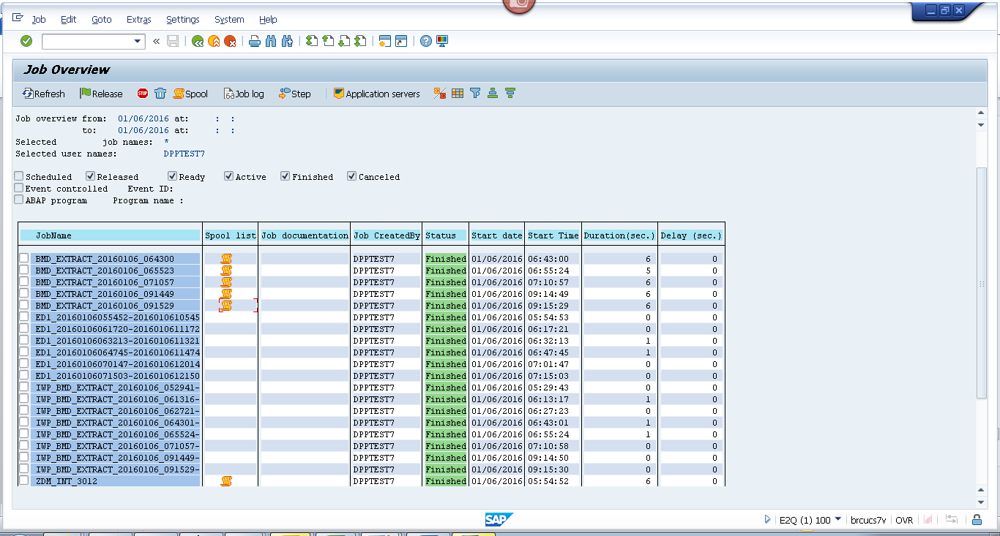 Job Edit Goto Extras Settings System Help
Job Overview
Refresh Release STOP Spool Job log Step Application servers
Job overview from: 01/06/2016 at: : :
to: 01/06/2016 at: : :
Selected job names: *
Selected user names: DPPTEST7
Scheduled Released Ready Active Finished Canceled
Event controlled Event ID:
ABAP program Program name :
JobName Spool list Job documentation Job CreatedBy Status Start date Start Time Duration(sec.) Delay (sec.)
BMD_EXTRACT_20160106_064300 DPPTEST7 Finished 01/06/2016 06:43:00 6 0
BMD_EXTRACT_20160106_065523 DPPTEST7 Finished 01/06/2016 06:55:24 5 0
BMD_EXTRACT_20160106_071057 DPPTEST7 Finished 01/06/2016 07:10:57 6 0
BMD_EXTRACT_20160106_091449 DPPTEST7 Finished 01/06/2016 09:14:49 6 0
BMD_EXTRACT_20160106_091529 DPPTEST7 Finished 01/06/2016 09:15:29 6 0
ED1_20160106055452-2016010610545 DPPTEST7 Finished 01/06/2016 05:54:53 0 0
ED1_20160106061720-2016010611172 DPPTEST7 Finished 01/06/2016 06:17:21 0 0
ED1_20160106063213-2016010611321 DPPTEST7 Finished 01/06/2016 06:32:13 1 0
ED1_20160106064745-2016010611474 DPPTEST7 Finished 01/06/2016 06:47:45 1 0
ED1_20160106070147-2016010612014 DPPTEST7 Finished 01/06/2016 07:01:47 0 0
ED1_20160106071503-2016010612150 DPPTEST7 Finished 01/06/2016 07:15:03 0 0
IWP_BMD_EXTRACT_20160106_052941- DPPTEST7 Finished 01/06/2016 05:29:43 0 0
IWP_BMD_EXTRACT_20160106_061316- DPPTEST7 Finished 01/06/2016 06:13:17 1 0
IWP_BMD_EXTRACT_20160106_062721- DPPTEST7 Finished 01/06/2016 06:27:23 0 0
IWP_BMD_EXTRACT_20160106_064301- DPPTEST7 Finished 01/06/2016 06:43:01 1 0
IWP_BMD_EXTRACT_20160106_065524- DPPTEST7 Finished 01/06/2016 06:55:24 1 0
IWP_BMD_EXTRACT_20160106_071057- DPPTEST7 Finished 01/06/2016 07:10:58 0 0
IWP_BMD_EXTRACT_20160106_091449- DPPTEST7 Finished 01/06/2016 09:14:50 0 0
IWP_BMD_EXTRACT_20160106_091529- DPPTEST7 Finished 01/06/2016 09:15:30 0 0
ZDM_INT_3012 DPPTEST7 Finished 01/06/2016 05:54:52 6 0
SAP E2Q (1) 100 brcucs7v OVR